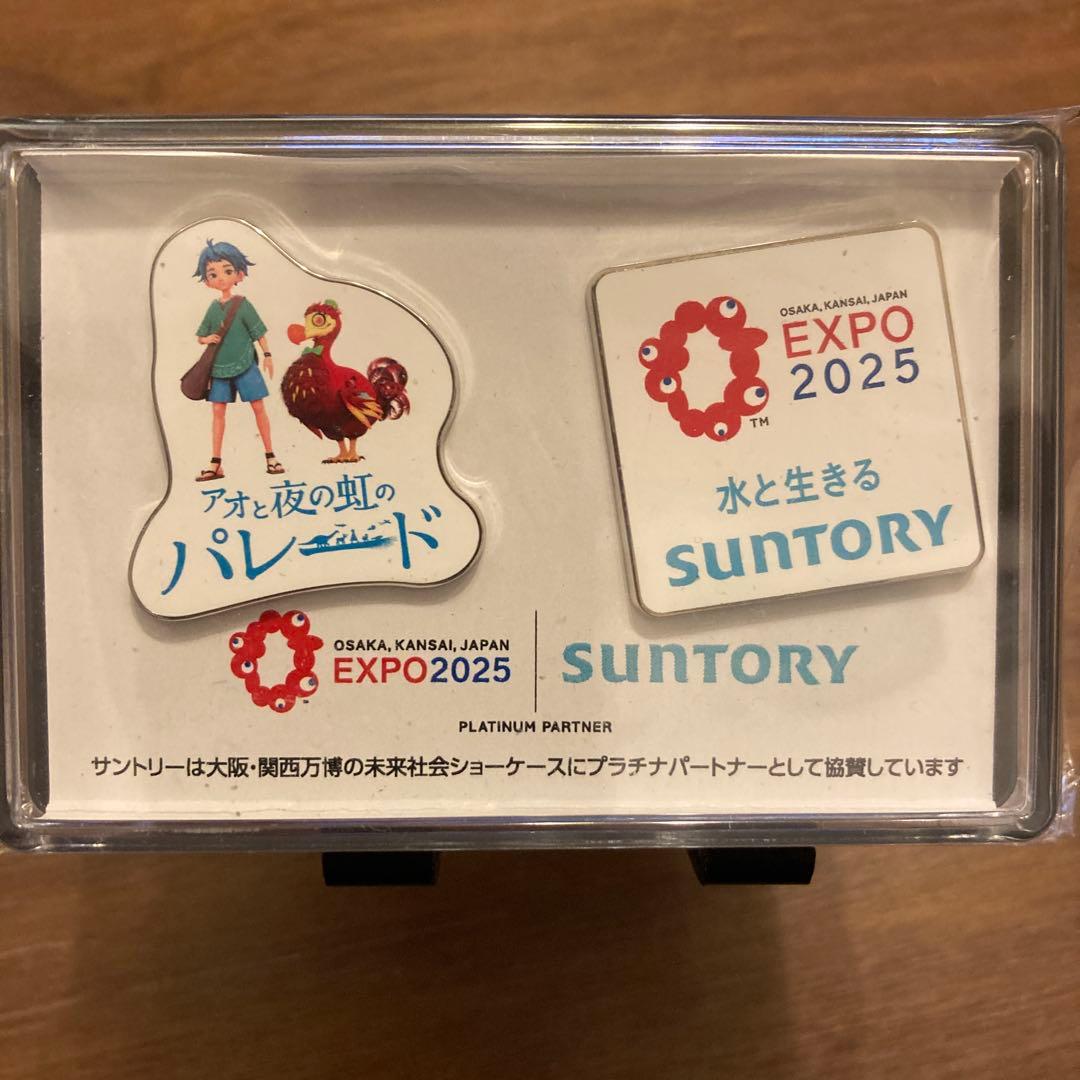 アオと夜の虹の
パレード
OSAKA, KANSAI, JAPAN
EXPO
2025
TM
水と生きる
SUNTORY
OSAKA, KANSAI, JAPAN
EXPO2025
SUNTORY
PLATINUM PARTNER
サントリーは大阪・関西万博の未来社会ショーケースにプラチナパートナーとして協賛しています